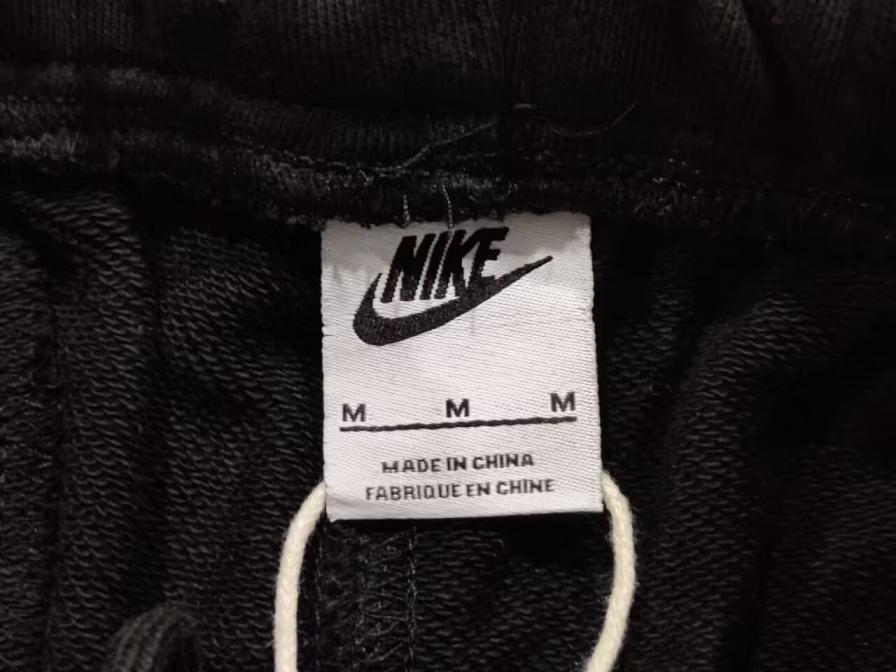 NIKE
M M M
MADE IN CHINA
FABRIQUE EN CHINE